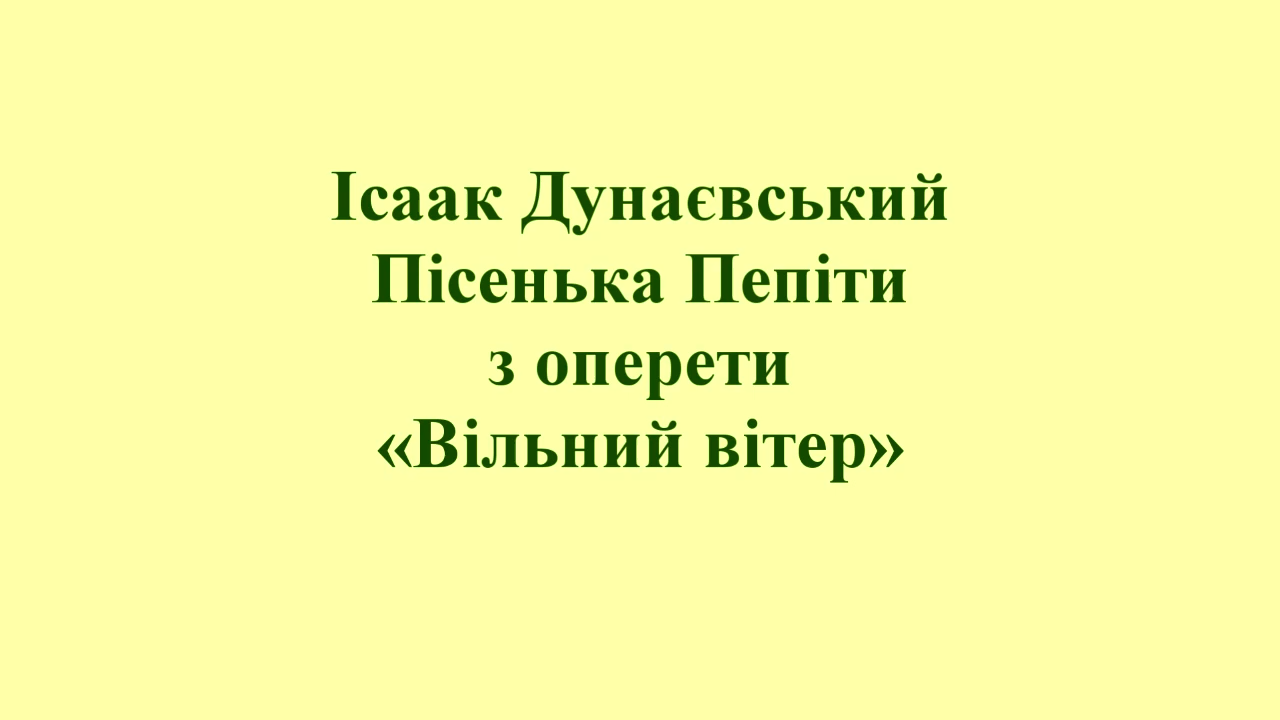 Ісаак Дунаєвський
Пісенька Пепіти
з оперети
«Вільний вітер»